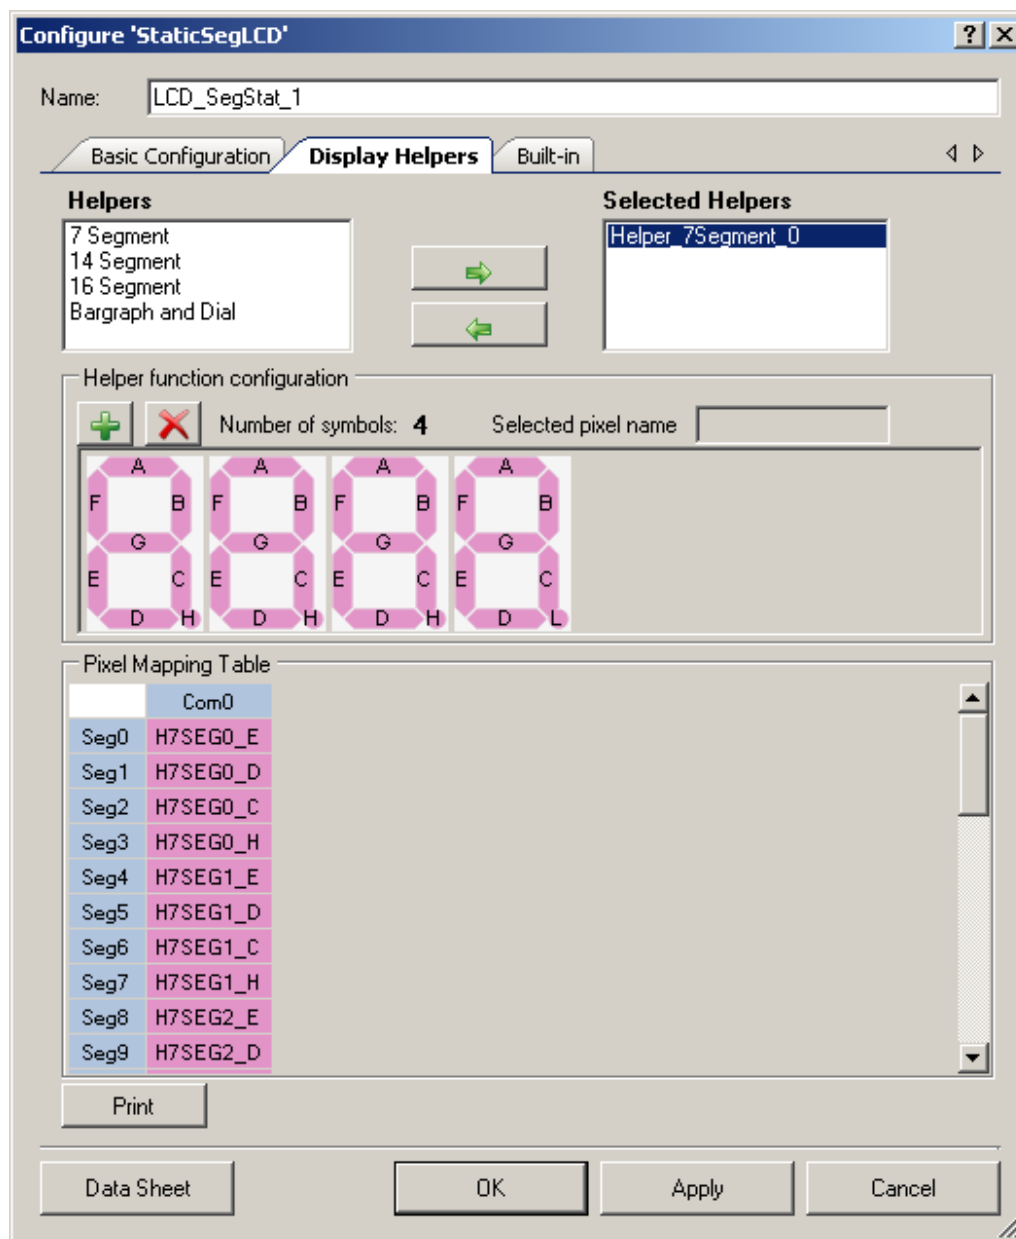 Configure 'StaticSegLCD'
Name: LCD_SegStat_1
Basic Configuration Display Helpers Built-in
Helpers Selected Helpers
7 Segment Helper_7Segment_0
14 Segment
16 Segment
Bargraph and Dial
Helper function configuration
Number of symbols: 4 Selected pixel name
A A A A
F B F B F B F B
G G G G
E C E C E C E C
D H D H D H D L
Pixel Mapping Table
Com0
Seg0 H7SEG0_E
Seg1 H7SEG0_D
Seg2 H7SEG0_C
Seg3 H7SEG0_H
Seg4 H7SEG1_E
Seg5 H7SEG1_D
Seg6 H7SEG1_C
Seg7 H7SEG1_H
Seg8 H7SEG2_E
Seg9 H7SEG2_D
Print
Data Sheet OK Apply Cancel